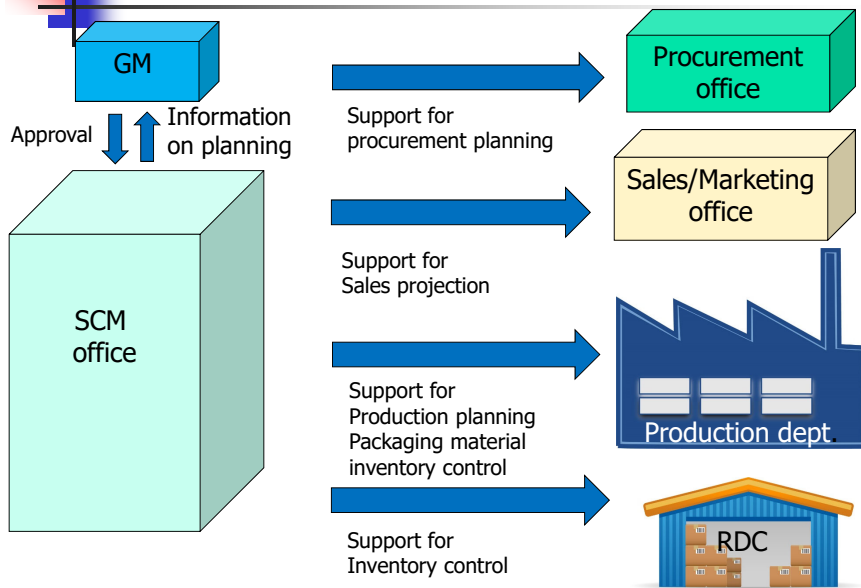 GM
Approval
Information
on planning
SCM
office
Support for
procurement planning
Procurement
office
Support for
Sales projection
Sales/Marketing
office
Support for
Production planning
Packaging material
inventory control
Production dept.
Support for
Inventory control
RDC